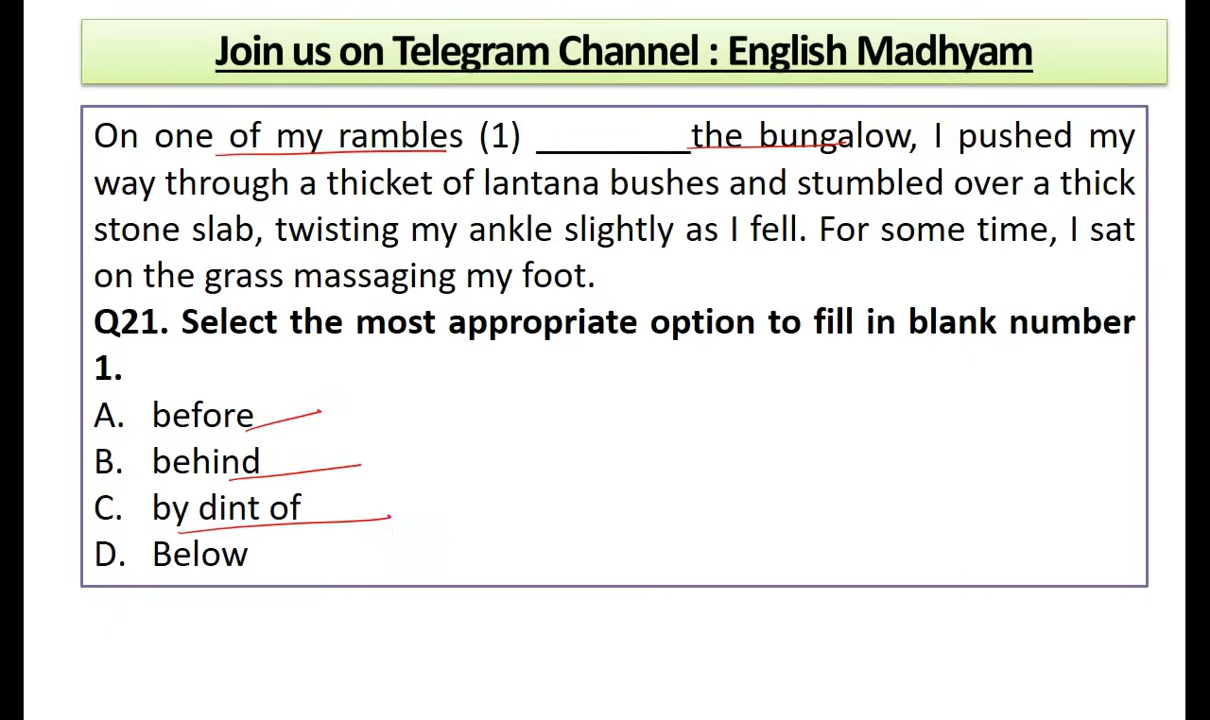 Join us on Telegram Channel : English Madhyam
On one of my rambles (1) ________the bungalow, I pushed my
way through a thicket of lantana bushes and stumbled over a thick
stone slab, twisting my ankle slightly as I fell. For some time, I sat
on the grass massaging my foot.
Q21. Select the most appropriate option to fill in blank number
1.
A. before
B. behind
C. by dint of
D. Below